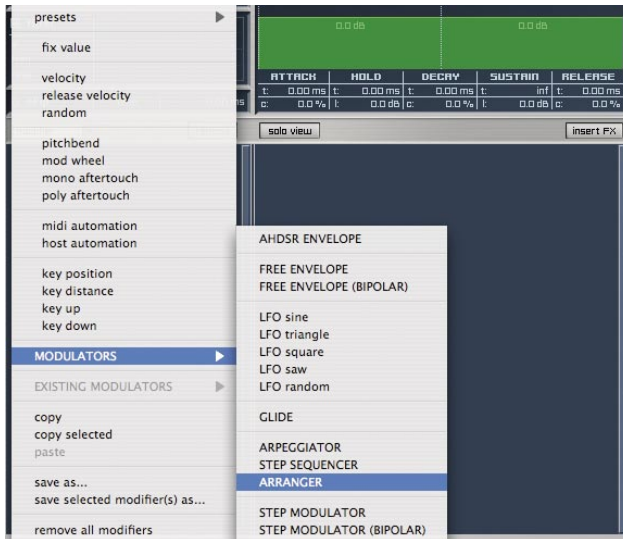 presets
fix value
velocity
release velocity
random
pitchbend
mod wheel
mono aftertouch
poly aftertouch
midi automation
host automation
key position
key distance
key up
key down
MODULATORS
EXISTING MODULATORS
copy
copy selected
paste
save as...
save selected modifier(s) as...
remove all modifiers
AHDSR ENVELOPE
FREE ENVELOPE
FREE ENVELOPE (BIPOLAR)
LFO sine
LFO triangle
LFO square
LFO saw
LFO random
GLIDE
ARPEGGIATOR
STEP SEQUENCER
ARRANGER
STEP MODULATOR
STEP MODULATOR (BIPOLAR)
0.0 dB 0.0 dB
ATTACK HOLD DECAY SUSTAIN RELEASE
t: 0.00 ms t: 0.00 ms t: 0.00 ms t: inf t: 0.00 ms
ms c: 0.0 % l: 0.0 dB c: 0.0 % l: 0.0 dB c: 0.0 %
solo view insert FX